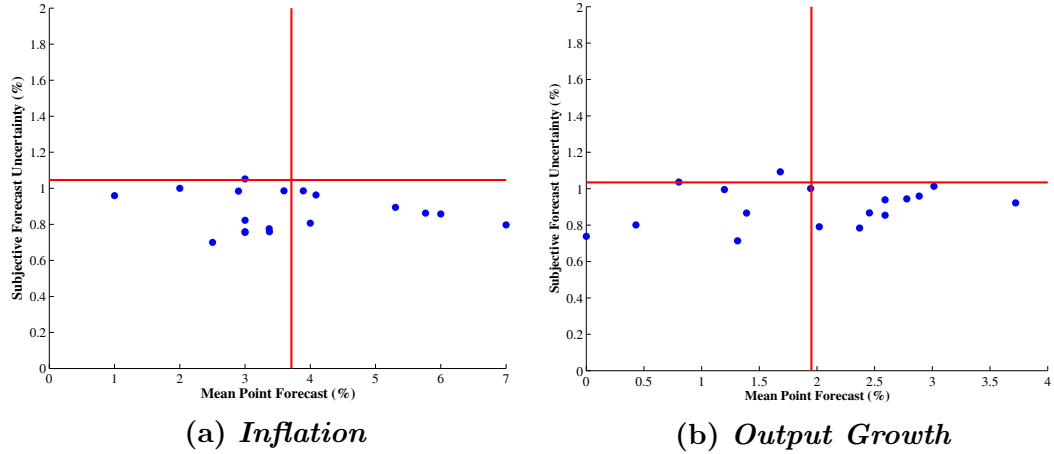 Subjective Forecast Uncertainty (%)
2
1.8
1.6
1.4
1.2
1
0.8
0.6
0.4
0.2
0
0 1 2 3 4 5 6 7
Mean Point Forecast (%)
(a) Inflation
Subjective Forecast Uncertainty (%)
2
1.8
1.6
1.4
1.2
1
0.8
0.6
0.4
0.2
0
0 0.5 1 1.5 2 2.5 3 3.5 4
Mean Point Forecast (%)
(b) Output Growth